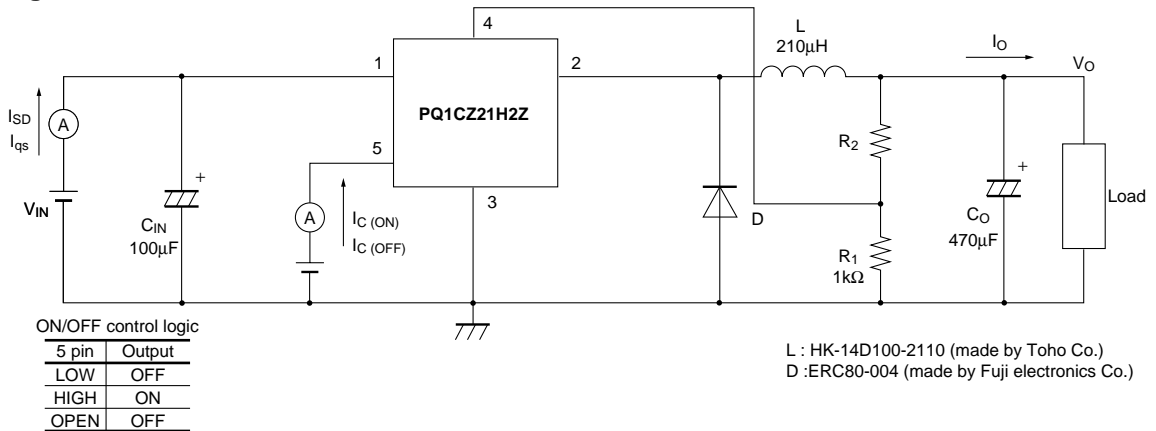 4
L
210μH
IO
VO
1
2
PQ1CZ21H2Z
ISD
A
Iqs
R2
5
+
+
VIN
3
Load
CIN
100μF
A
IC (ON)
IC (OFF)
D
CO
470μF
R1
1kΩ
ON/OFF control logic
5 pin Output
LOW OFF
HIGH ON
OPEN OFF
L : HK-14D100-2110 (made by Toho Co.)
D :ERC80-004 (made by Fuji electronics Co.)